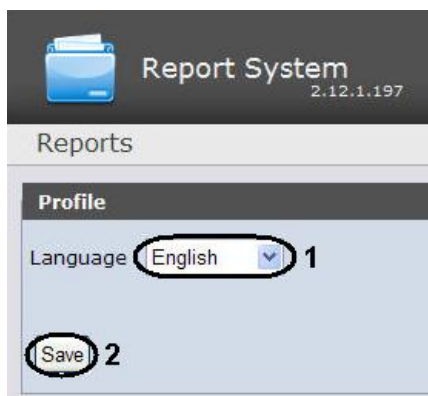 Report System
2.12.1.197
Reports
Profile
Language English 1
Save 2